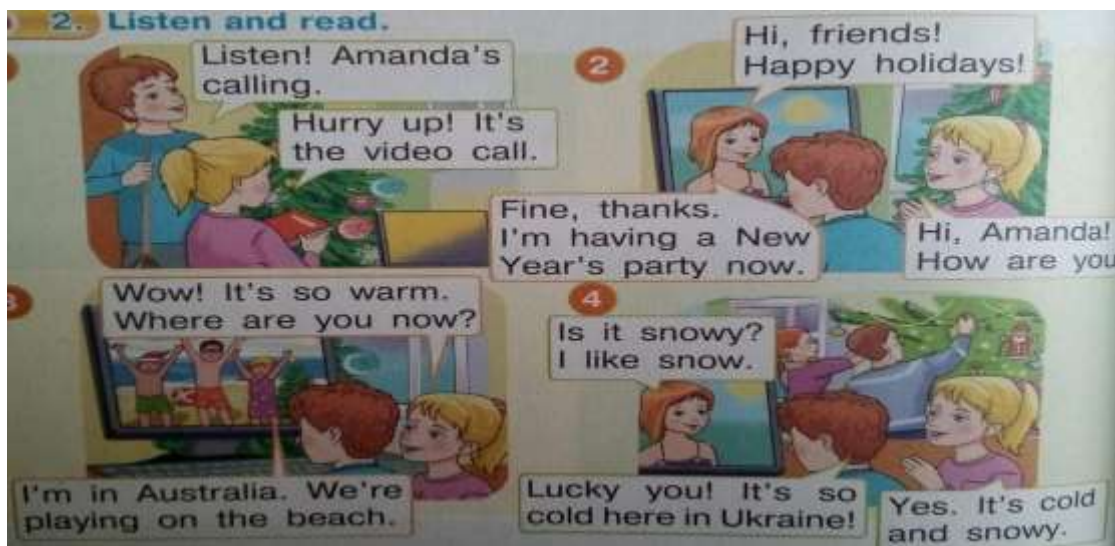 2. Listen and read.
Listen! Amanda's
calling.
Hurry up! It's
the video call.
2
Hi, friends!
Happy holidays!
Hi, Amanda!
How are you
Fine, thanks.
I'm having a New
Year's party now.
3
Wow! It's so warm.
Where are you now?
I'm in Australia. We're
playing on the beach.
4
Is it snowy?
I like snow.
Yes. It's cold
and snowy.
Lucky you! It's so
cold here in Ukraine!